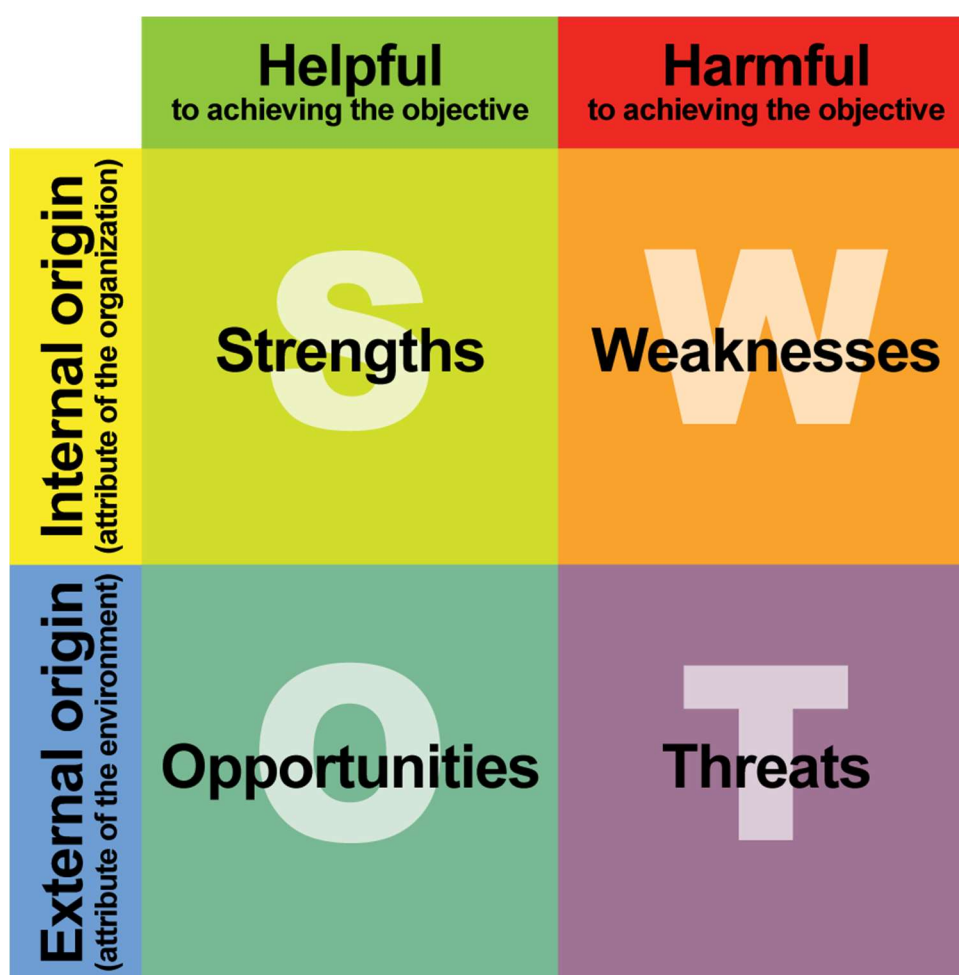 Helpful
to achieving the objective
Harmful
to achieving the objective
Internal origin
(attribute of the organization)
S
Strengths
W
Weaknesses
External origin
(attribute of the environment)
O
Opportunities
T
Threats